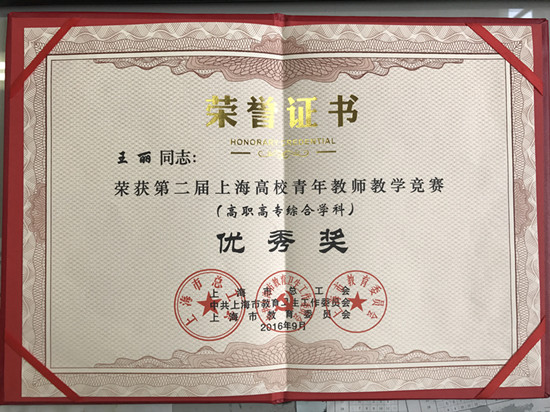 荣誉证书
HONORARY CREDENTIAL
王丽同志:
荣获第二届上海高校青年教师教学竞赛
(高职高专综合学科)
优秀奖
上海市总工会
中共上海市教育卫生工作委员会
上海市教育委员会
2016年9月